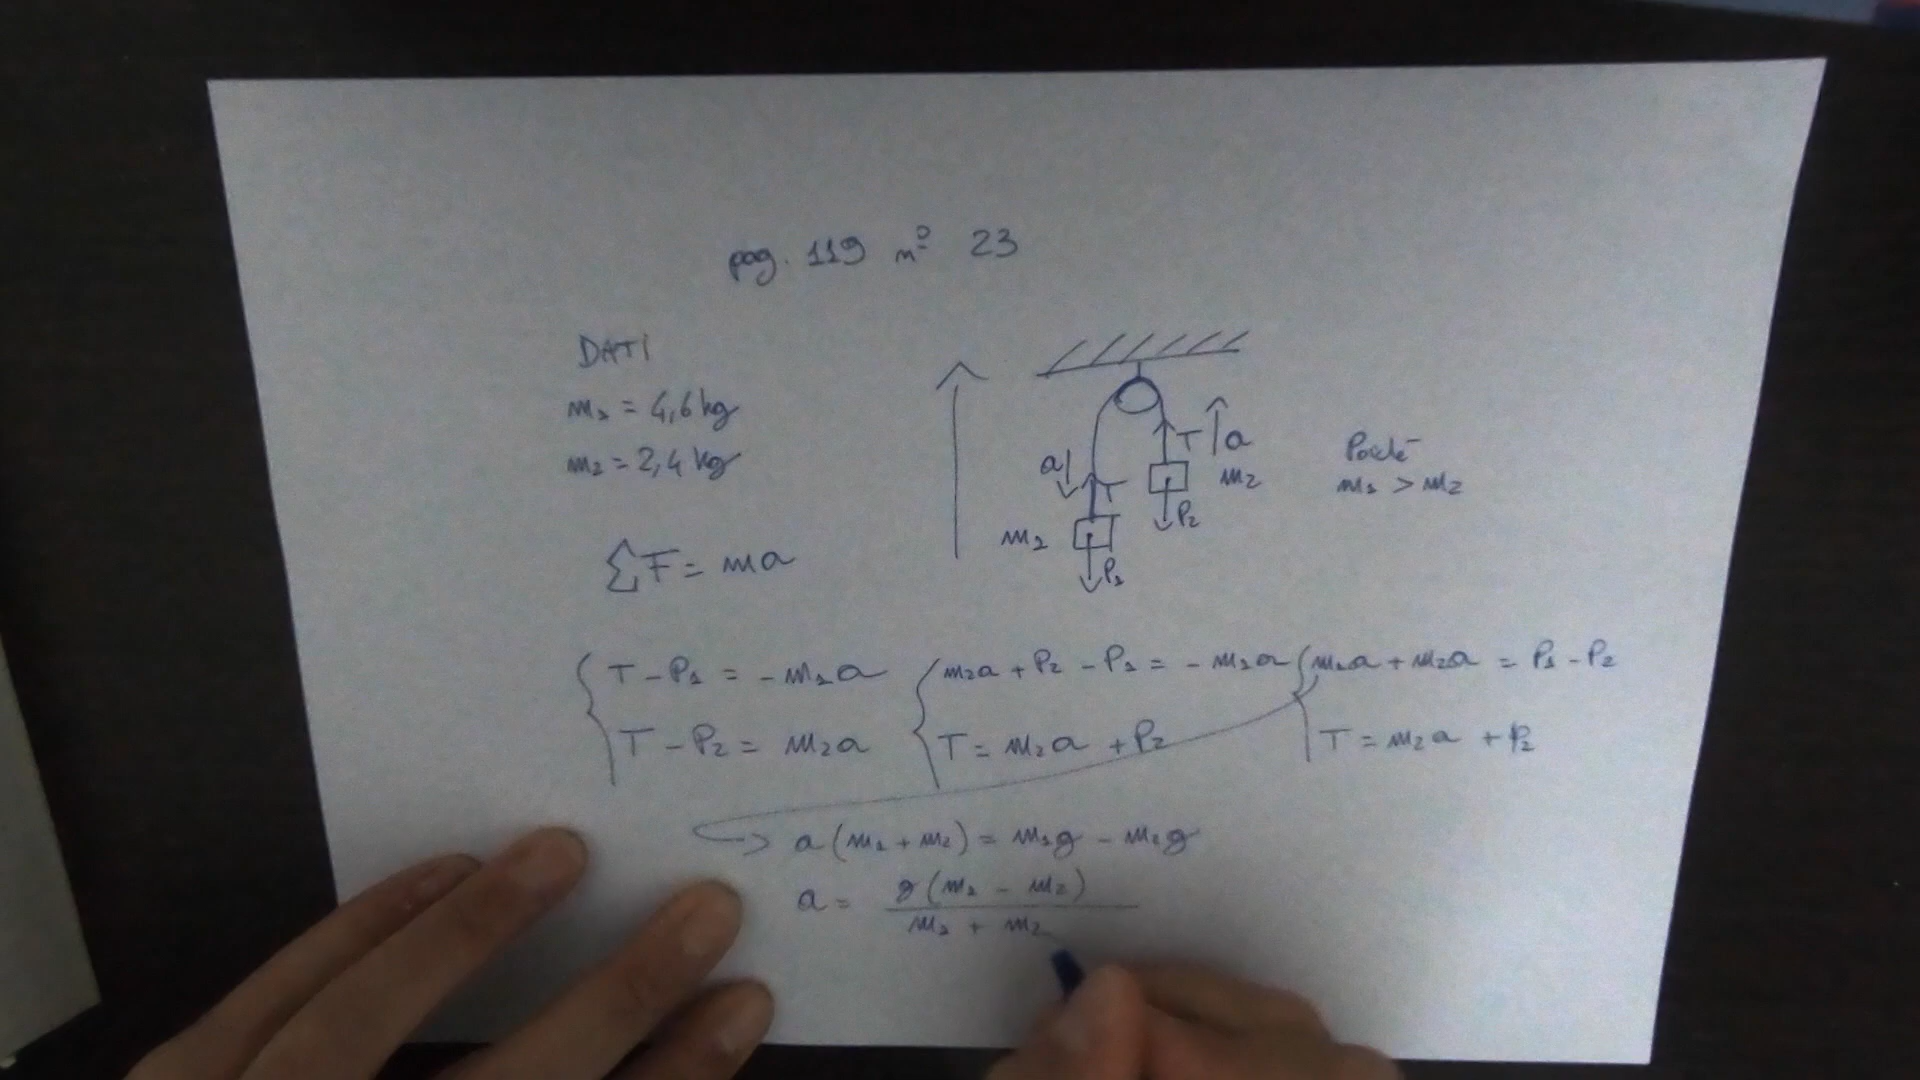 pag. 119 n° 23
DATI
m₁ = 4,6 kg
m₂ = 2,4 kg
ΣF = ma
a T T a
m₂ Poiché
m₁ > m₂
P₂
m₁
P₁
T - P₁ = - m₁a m₂a + P₂ - P₁ = - m₁a m₁a + m₂a = P₁ - P₂
T - P₂ = m₂a T = m₂a + P₂ T = m₂a + P₂
→ a (m₁ + m₂) = m₁g - m₂g
a = g (m₁ - m₂)
m₁ + m₂